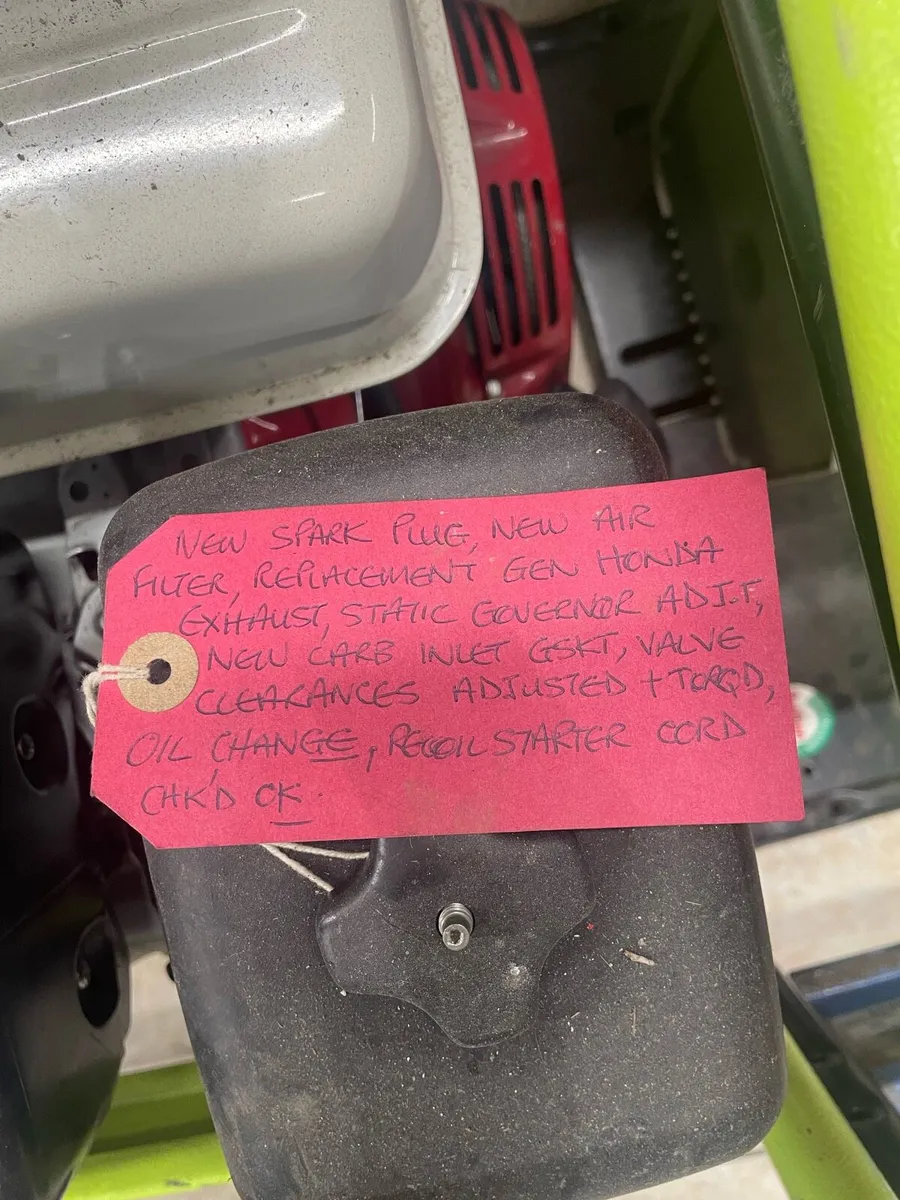 NEW SPARK PLUG, NEW AIR
FILTER, REPLACEMENT GEN HONDA
EXHAUST, STATIC GOVERNOR ADJ.T,
NEW CARB INLET GSKT, VALVE
CLEARANCES ADJUSTED + TORQD,
OIL CHANGE, RECOIL STARTER CORD
CHK'D OK